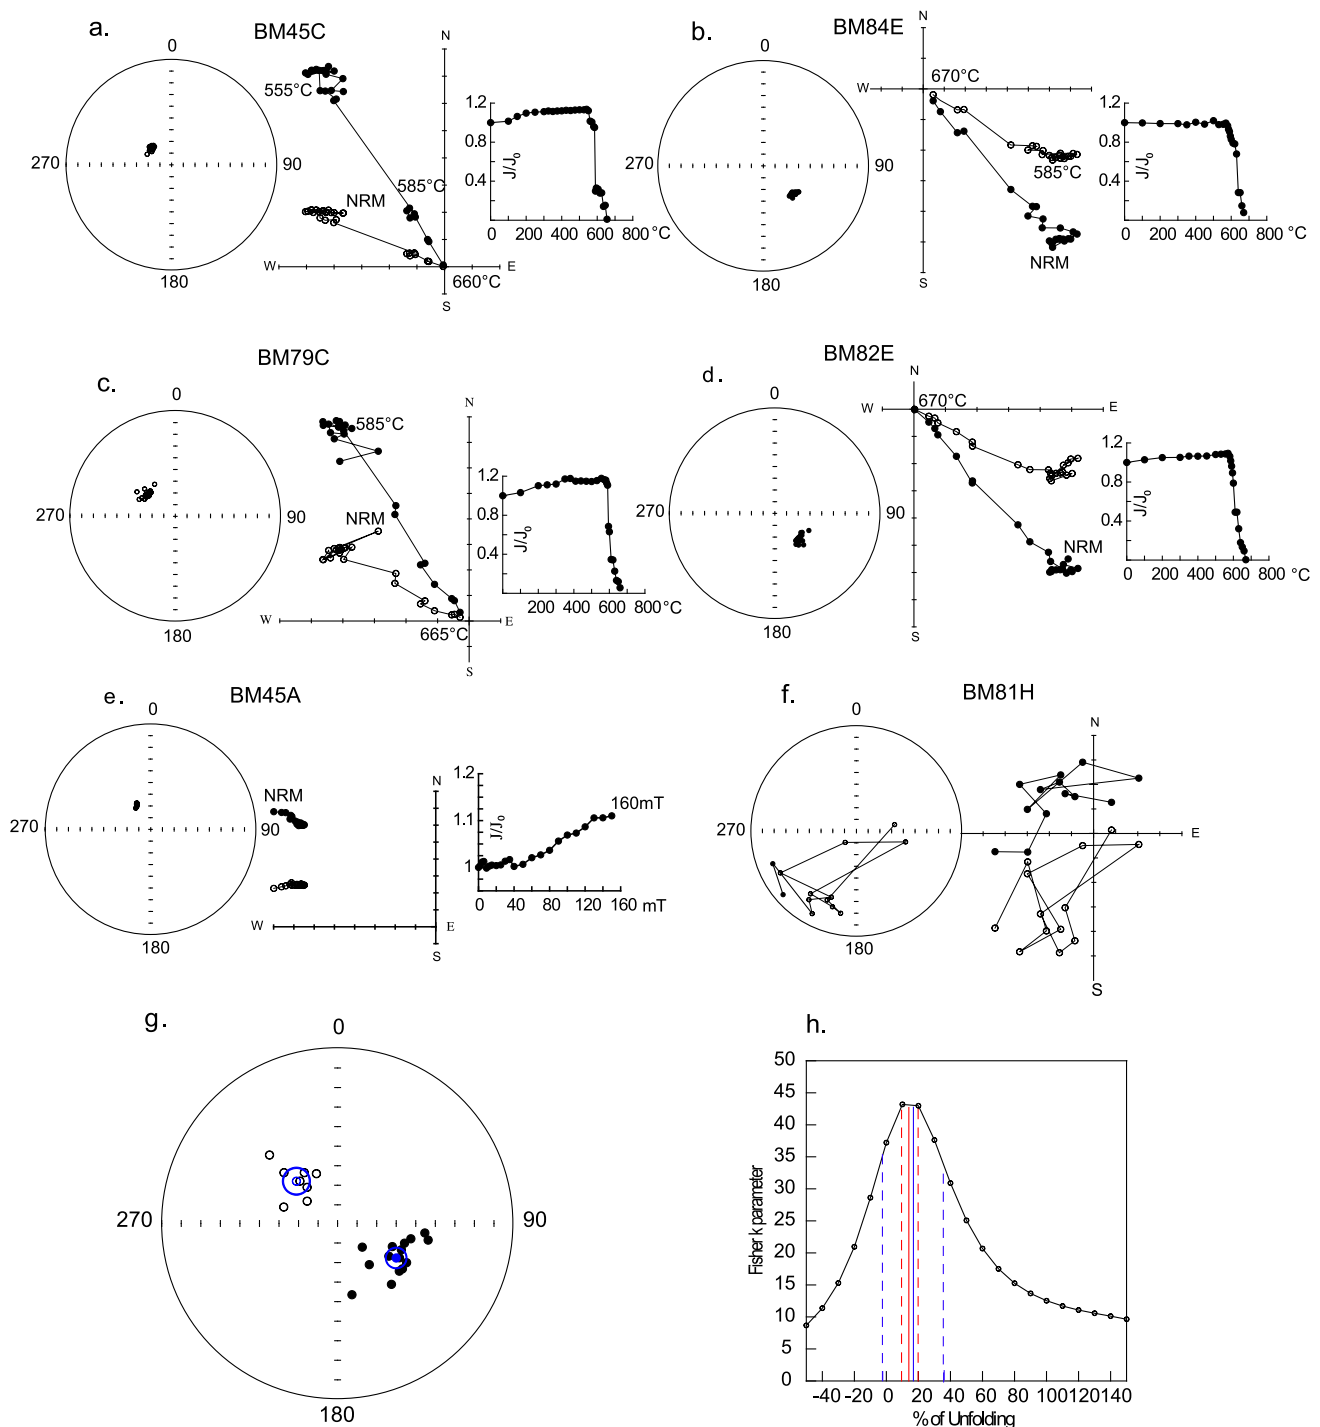 a.
BM45C
0
270
90
180
N
555°C
NRM
585°C
W
E
660°C
S
1.2
0.8
0.4
J/Jo
0 200 400 600 800 °C
b.
BM84E
0
270
90
180
N
670°C
W
E
585°C
NRM
S
1.2
0.8
0.4
J/Jo
0 200 400 600 800 °C
c.
BM79C
0
270
90
180
N
585°C
NRM
W
E
665°C
S
1.2
0.8
0.4
J/Jo
200 400 600 800 °C
d.
BM82E
0
270
90
180
N
670°C
W
E
NRM
S
1.2
0.8
0.4
J/Jo
0 200 400 600 800 °C
e.
BM45A
0
270
90
180
N
NRM
W
E
S
1.2
1.1
1
J/Jo
160mT
0 40 80 120 160 mT
f.
BM81H
0
270
180
N
E
S
g.
0
270
90
180
h.
50
45
40
35
30
25
20
15
10
5
0
Fisher k parameter
-40 -20 0 20 40 60 80 100 120 140
% of Unfolding